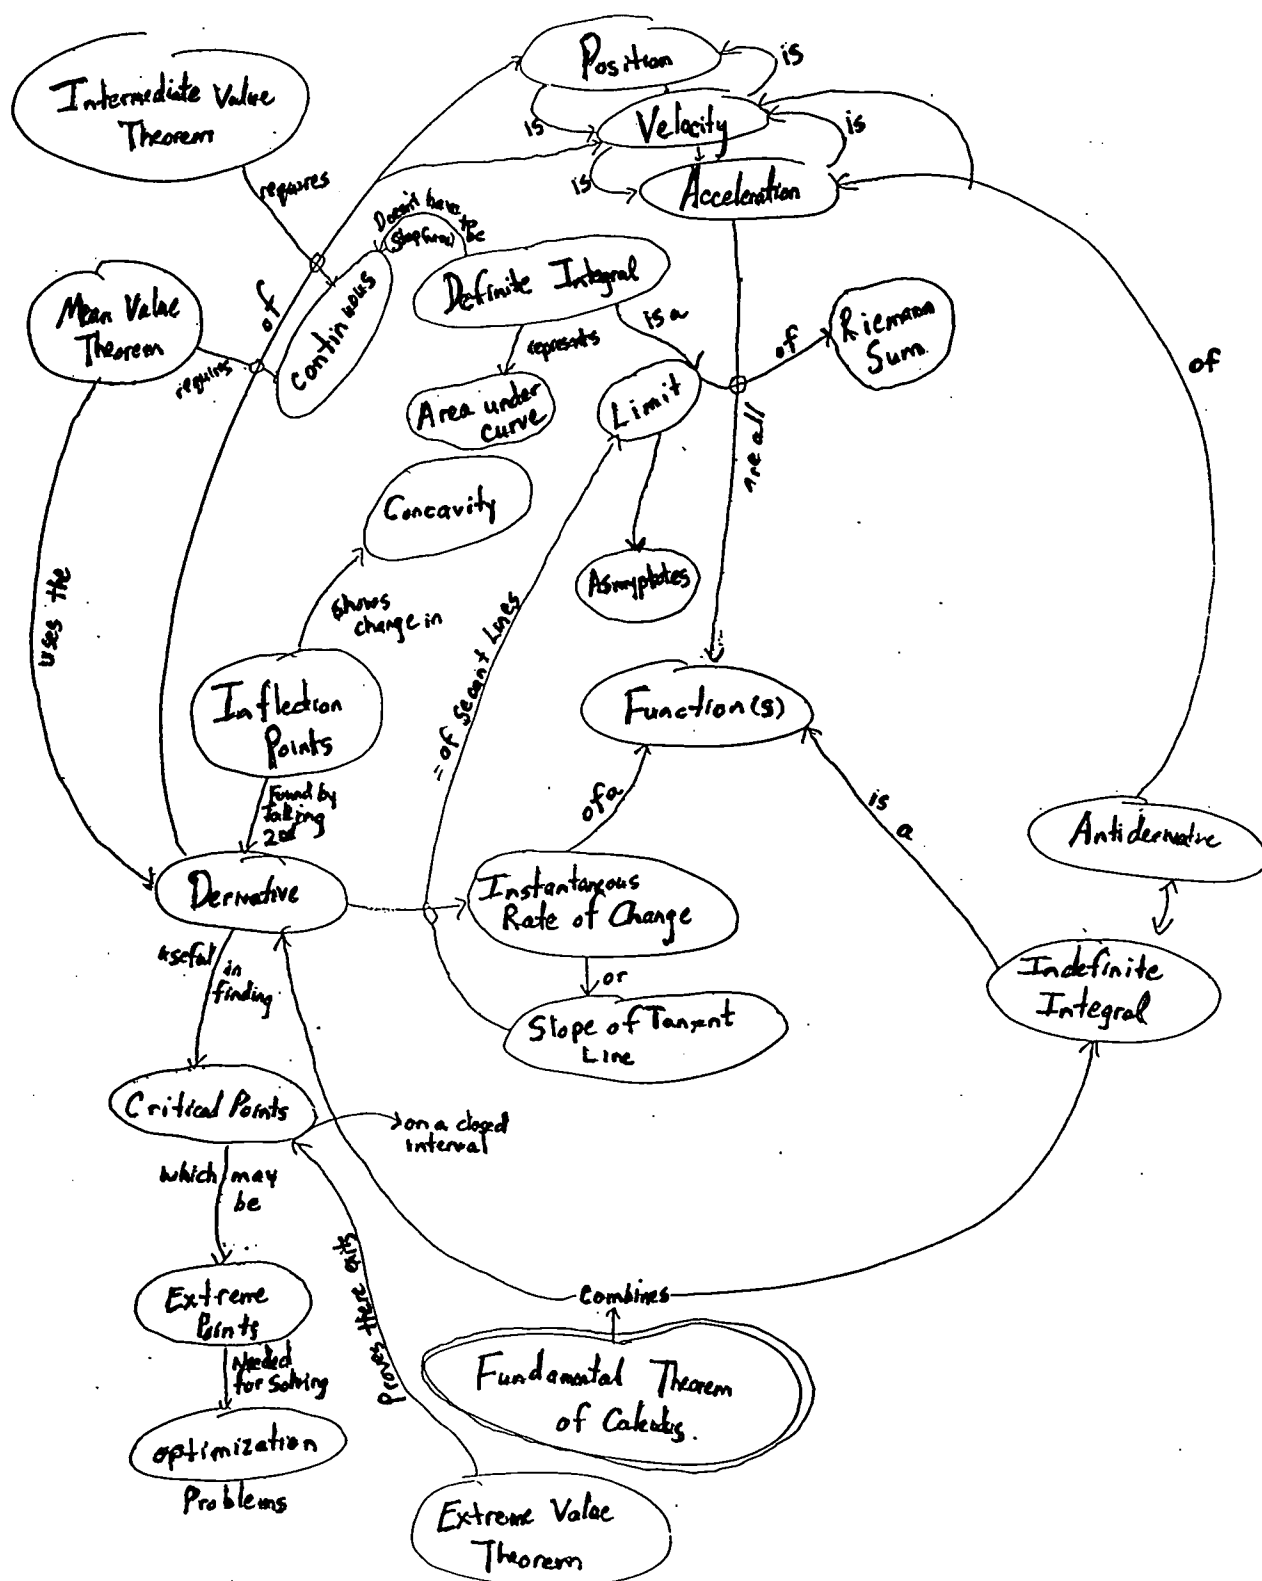 Position
is
Intermediate Value
Theorem
is
Velocity
is
is
Acceleration
requires
Doesn't have
to be
Definite Integral
Mean Value
Theorem
requires
of
Continuous
represents
is a
of
Riemann
Sum
of
Area under
curve
Limit
are all
Concavity
Asmyptotes
shows
change in
uses the
= of secant Lines
Inflection
Points
Function(s)
Found by
taking
2nd
of a
is
a
Antiderivative
Derivative
Instantaneous
Rate of Change
useful in
finding
or
Indefinite
Integral
Slope of Tangent
Line
Critical Points
on a closed
interval
which may
be
Proves there exits
Extreme
Points
Combines
Needed
for solving
Fundamental Theorem
of Calculus.
optimization
Problems
Extreme Value
Theorem